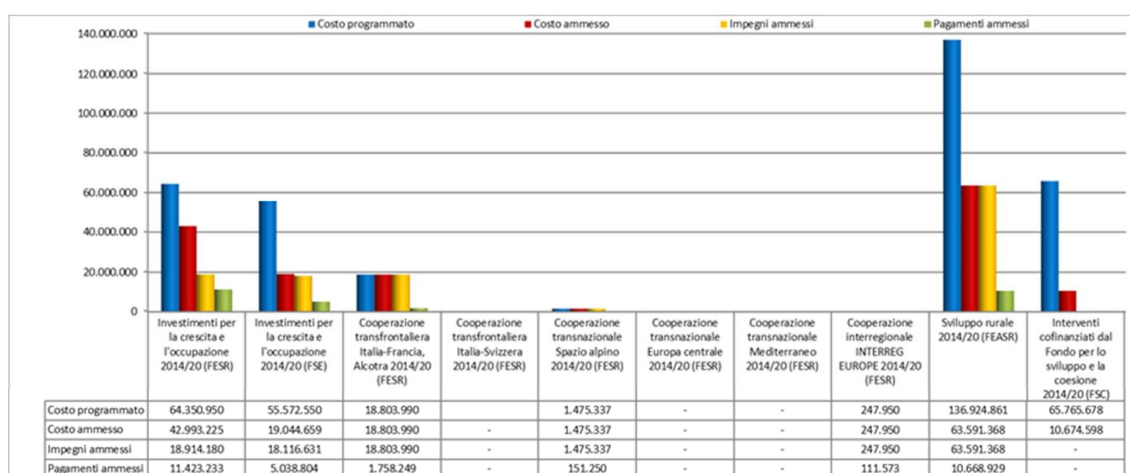 Costo programmato Costo ammesso Impegni ammessi Pagamenti ammessi
140.000.000
120.000.000
100.000.000
80.000.000
60.000.000
40.000.000
20.000.000
0
Investimenti per la crescita e l'occupazione 2014/20 (FESR)
Investimenti per la crescita e l'occupazione 2014/20 (FSE)
Cooperazione transfrontaliera Italia-Francia, Alcotra 2014/20 (FESR)
Cooperazione transfrontaliera Italia-Svizzera 2014/20 (FESR)
Cooperazione transnazionale Spazio alpino 2014/20 (FESR)
Cooperazione transnazionale Europa centrale 2014/20 (FESR)
Cooperazione transnazionale Mediterraneo 2014/20 (FESR)
Cooperazione interregionale INTERREG EUROPE 2014/20 (FESR)
Sviluppo rurale 2014/20 (FEASR)
Interventi cofinanziati dal Fondo per lo sviluppo e la coesione 2014/20 (FSC)
Costo programmato 64.350.950 55.572.550 18.803.990 1.475.337 - - 247.950 136.924.861 65.765.678
Costo ammesso 42.993.225 19.044.659 18.803.990 - 1.475.337 - - 247.950 63.591.368 10.674.598
Impegni ammessi 18.914.180 18.116.631 18.803.990 - 1.475.337 - - 247.950 63.591.368 -
Pagamenti ammessi 11.423.233 5.038.804 1.758.249 - 151.250 - - 111.573 10.668.929 -